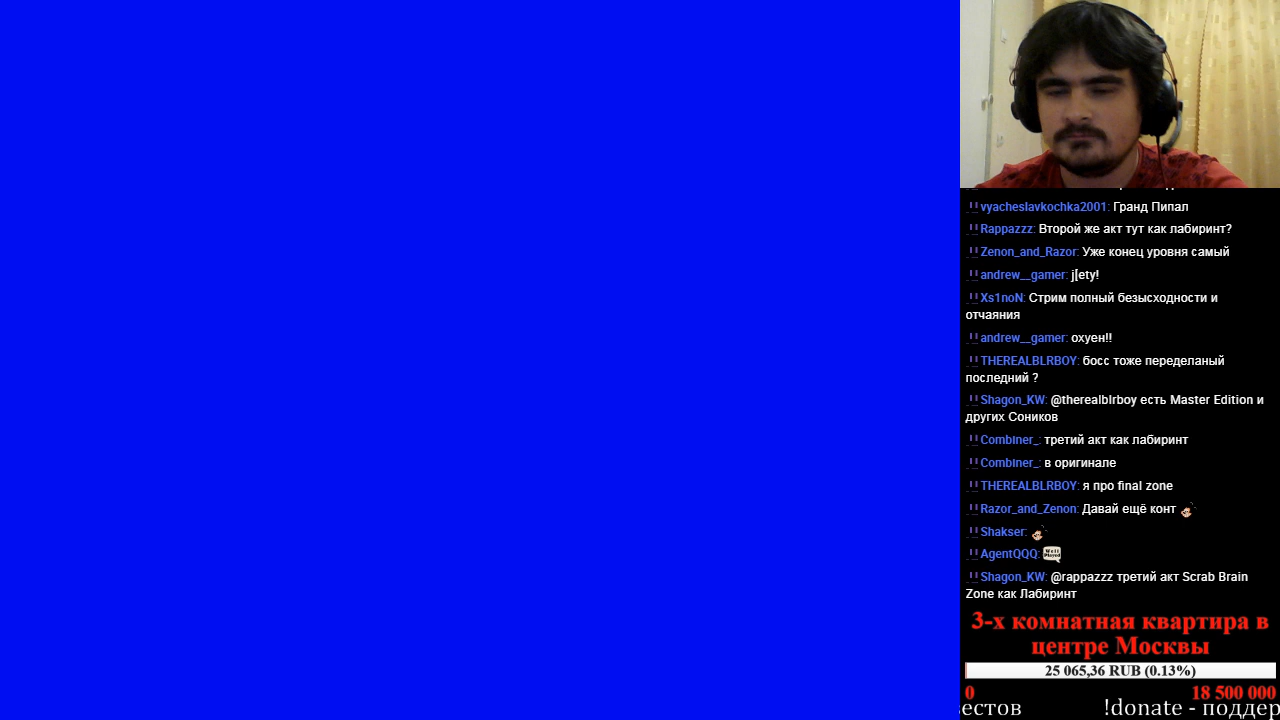 vyacheslavkochka2001: Гранд Пипал
Rappazzz: Второй же акт тут как лабиринт?
Zenon_and_Razor: Уже конец уровня самый
andrew__gamer: j[ety!
Xs1noN: Стрим полный безысходности и
отчаяния
andrew__gamer: охуен!!
THEREALBLRBOY: босс тоже переделаный
последний ?
Shagon_KW: @therealblrboy есть Master Edition и
других Соников
Combiner_: третий акт как лабиринт
Combiner_: в оригинале
THEREALBLRBOY: я про final zone
Razor_and_Zenon: Давай ещё конт
Shakser:
AgentQQQ: Well Played
Shagon_KW: @rappazzz третий акт Scrab Brain
Zone как Лабиринт
3-х комнатная квартира в
центре Москвы
25 065,36 RUB (0.13%)
0 18 500 000
естов !donate - поддер